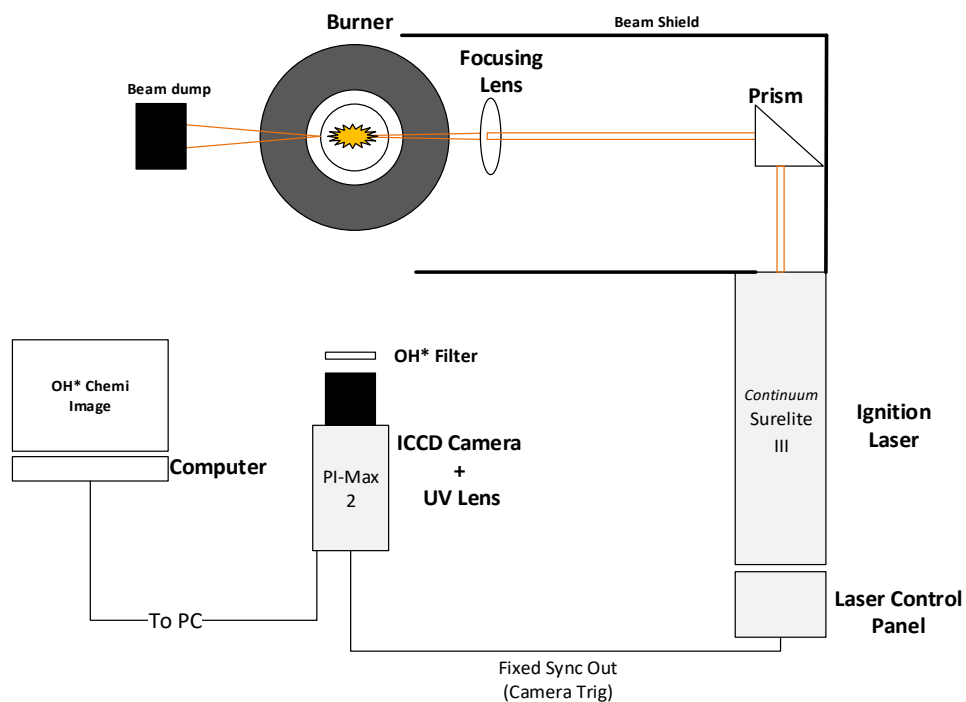 Burner
Beam Shield
Focusing
Lens
Beam dump
Prism
OH* Filter
OH* Chemi
Image
Continuum
Surelite
III
Ignition
Laser
ICCD Camera
+
UV Lens
Computer
PI-Max
2
Laser Control
Panel
To PC
Fixed Sync Out
(Camera Trig)